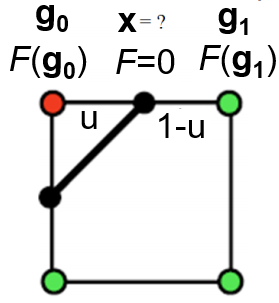 g₀ x = ? g₁
F(g₀) F=0 F(g₁)
u 1-u